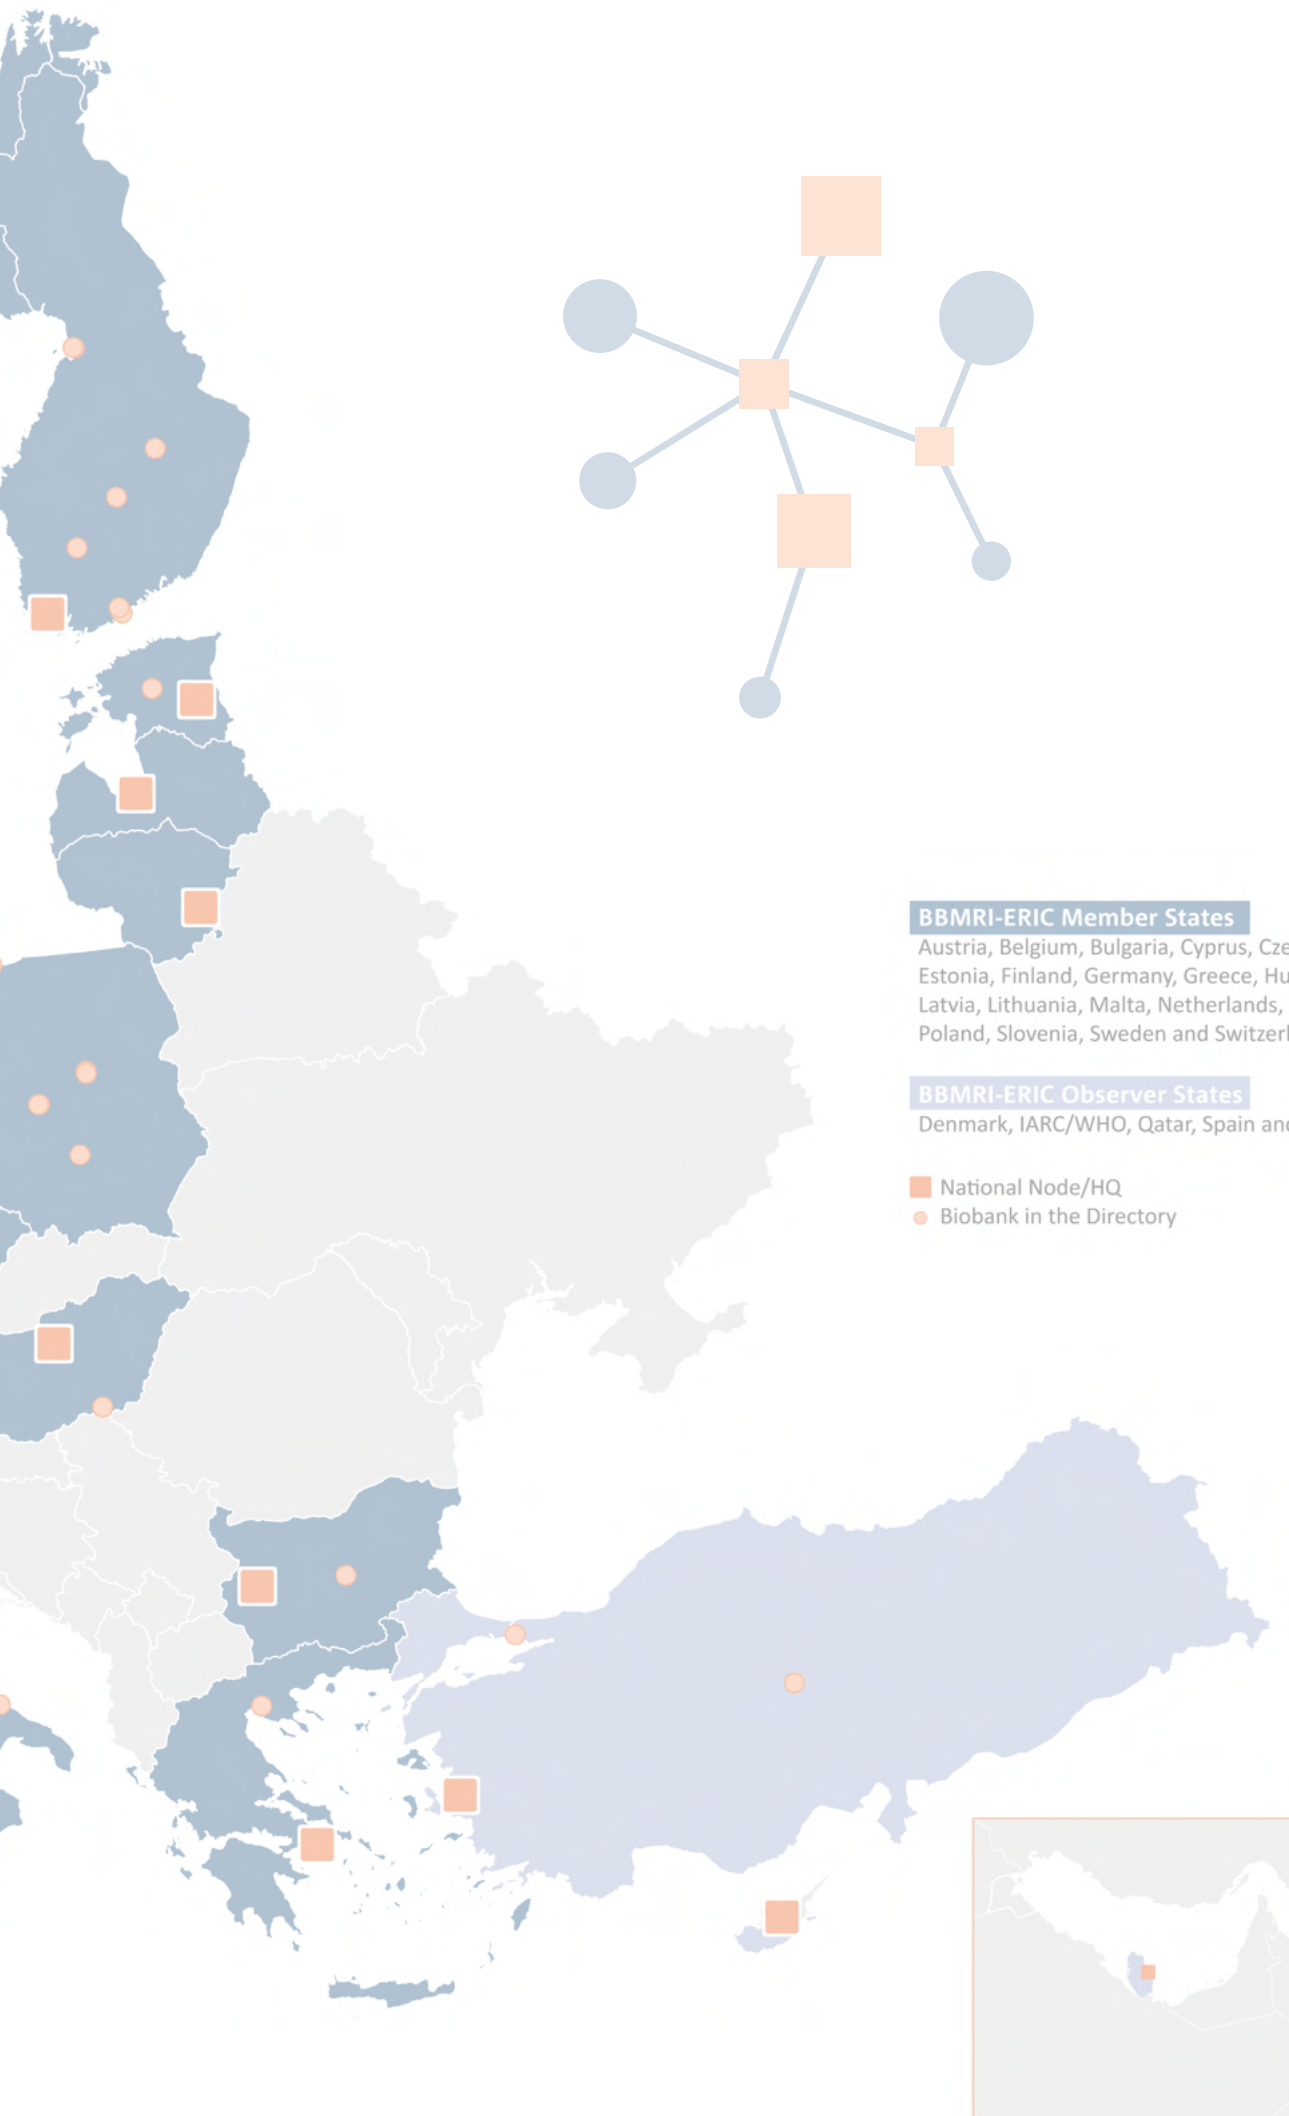 BBMRI-ERIC Member States
Austria, Belgium, Bulgaria, Cyprus,
Estonia, Finland, Germany, Greece,
Latvia, Lithuania, Malta, Netherlands,
Poland, Slovenia, Sweden and
BBMRI-ERIC Observer States
Denmark, IARC/WHO, Qatar, Spain
National Node/HQ
Biobank in the Directory